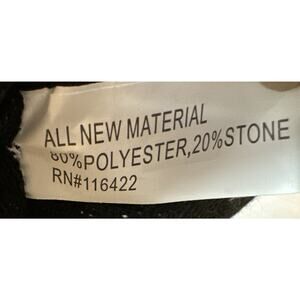 ALL NEW MATERIAL
80%POLYESTER,20%STONE
RN#116422